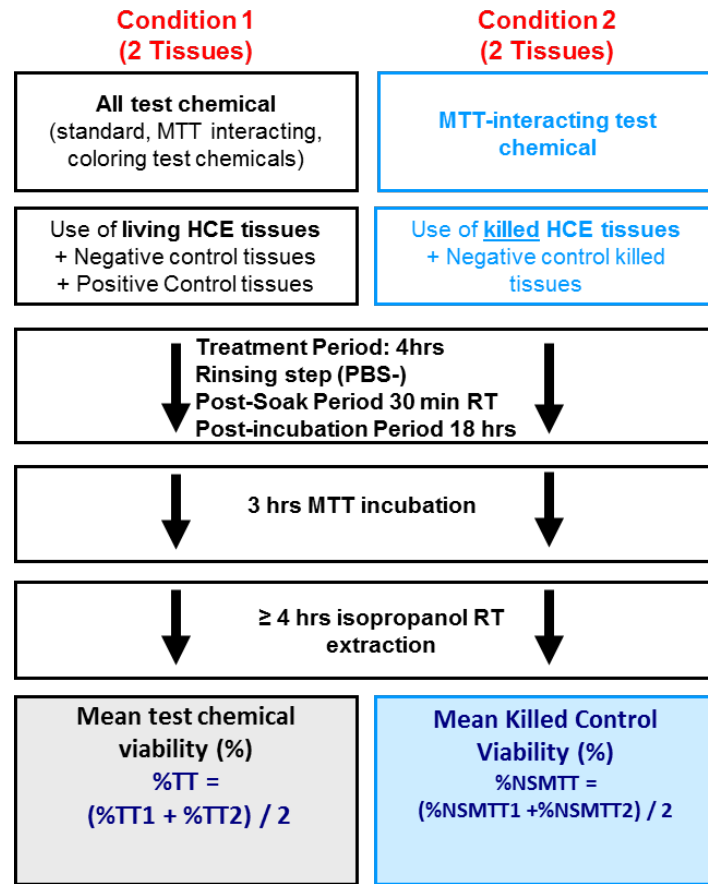 Condition 1
(2 Tissues)
Condition 2
(2 Tissues)
All test chemical
(standard, MTT interacting,
coloring test chemicals)
MTT-interacting test
chemical
Use of living HCE tissues
+ Negative control tissues
+ Positive Control tissues
Use of killed HCE tissues
+ Negative control killed
tissues
Treatment Period: 4hrs
Rinsing step (PBS-)
Post-Soak Period 30 min RT
Post-incubation Period 18 hrs
3 hrs MTT incubation
≥ 4 hrs isopropanol RT
extraction
Mean test chemical
viability (%)
%TT =
(%TT1 + %TT2) / 2
Mean Killed Control
Viability (%)
%NSMTT =
(%NSMTT1 +%NSMTT2) / 2